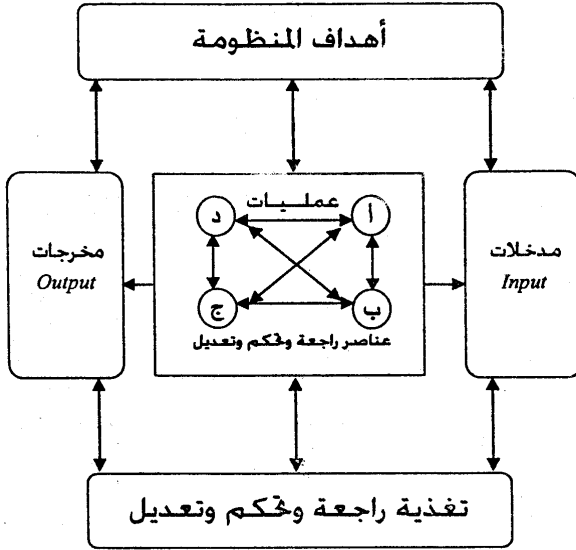 أهداف المنظومة
مدخلات
Input
عمليات
أ
د
ب
ج
عناصر راجعة وتحكم وتعديل
مخرجات
Output
تغذية راجعة وتحكم وتعديل